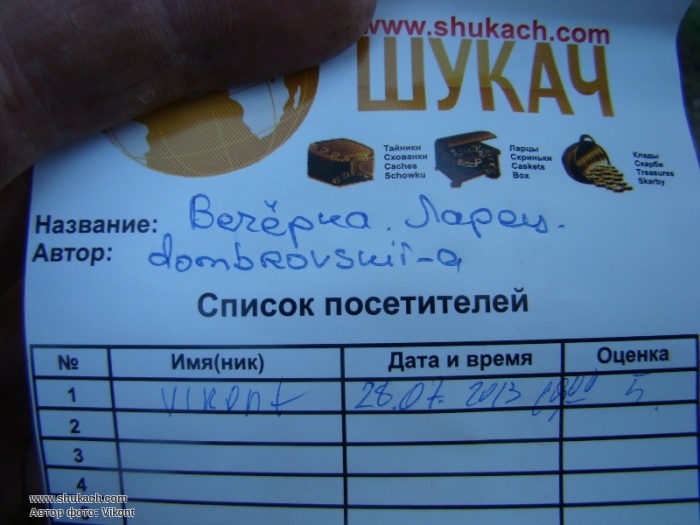 www.shukach.com
ШУКАЧ
Тайники
Схованки
Caches
Schowku
Ларцы
Скриньки
Caskets
Box
Клады
Скарби
Treasures
Skarby
Название: Вечёрка. Ларец.
Автор: dombrovskii-a
Список посетителей
№ Имя(ник) Дата и время Оценка
1 Vikont 28.07.2013 5.
2
3
4
5
www.shukach.com
Автор фото: Vikont